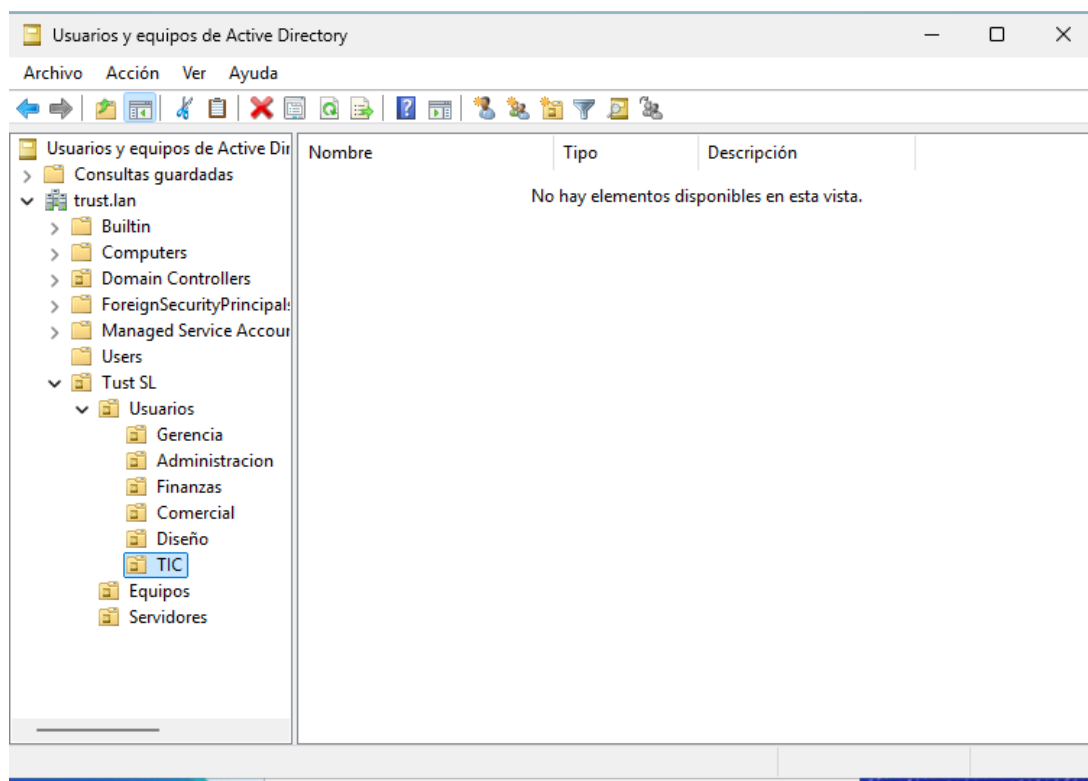 Usuarios y equipos de Active Directory
Archivo Acción Ver Ayuda
Usuarios y equipos de Active Dir
Nombre Tipo Descripción
Consultas guardadas
No hay elementos disponibles en esta vista.
trust.lan
Builtin
Computers
Domain Controllers
ForeignSecurityPrincipals
Managed Service Accour
Users
Tust SL
Usuarios
Gerencia
Administracion
Finanzas
Comercial
Diseño
TIC
Equipos
Servidores